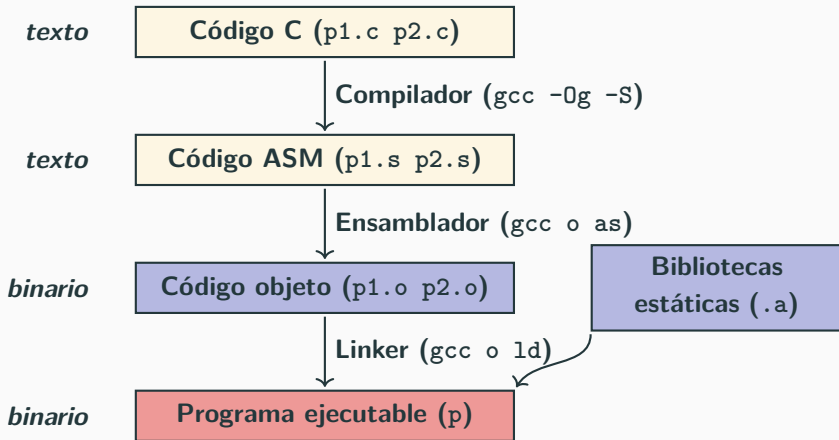 texto
Código C (p1.c p2.c)
Compilador (gcc -Og -S)
texto
Código ASM (p1.s p2.s)
Ensamblador (gcc o as)
binario
Código objeto (p1.o p2.o)
Bibliotecas
estáticas (.a)
Linker (gcc o ld)
binario
Programa ejecutable (p)